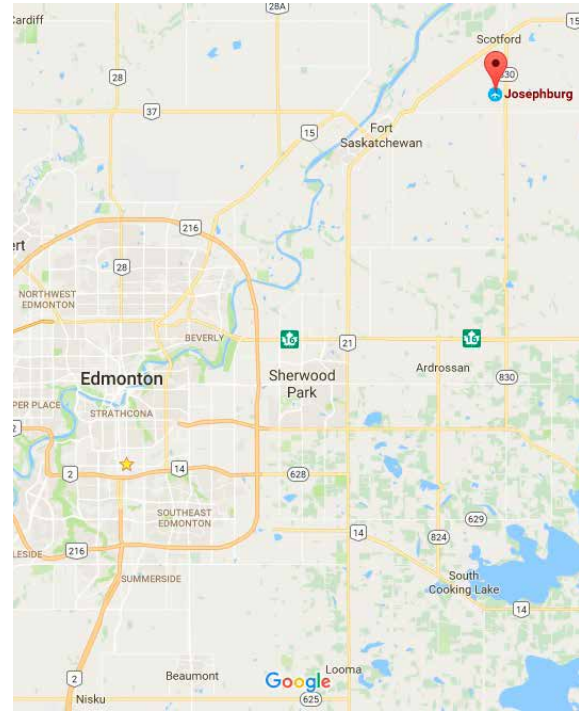 Cardiff
28A
15
Scotford
28
830
Josephburg
37
15
Fort
Saskatchewan
216
ert
28
NORTHWEST
EDMONTON
BEVERLY
16
21
16
Ardrossan
Edmonton
Sherwood
Park
830
PER PLACE
STRATHCONA
2
2
14
628
SOUTHEAST
EDMONTON
629
LESIDE
216
14
824
SUMMERSIDE
South
Cooking Lake
14
Beaumont
Looma
2
Google
Nisku
625